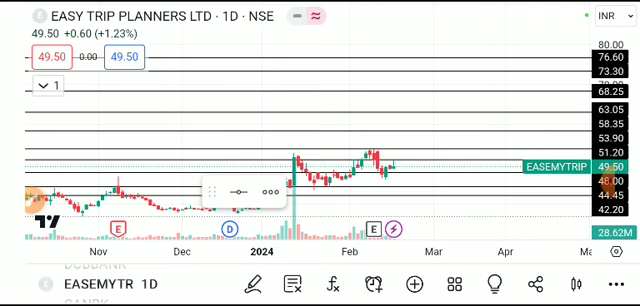 EASY TRIP PLANNERS LTD · 1D · NSE
INR
49.50 +0.60 (+1.23%)
49.50 0.00 49.50
1
80.00
76.60
73.30
68.25
63.05
58.35
53.90
51.20
EASEMYTRIP 49.50
48.00
44.45
42.20
28.62M
E D E
Nov Dec 2024 Feb Mar Apr
EASEMYTR 1D